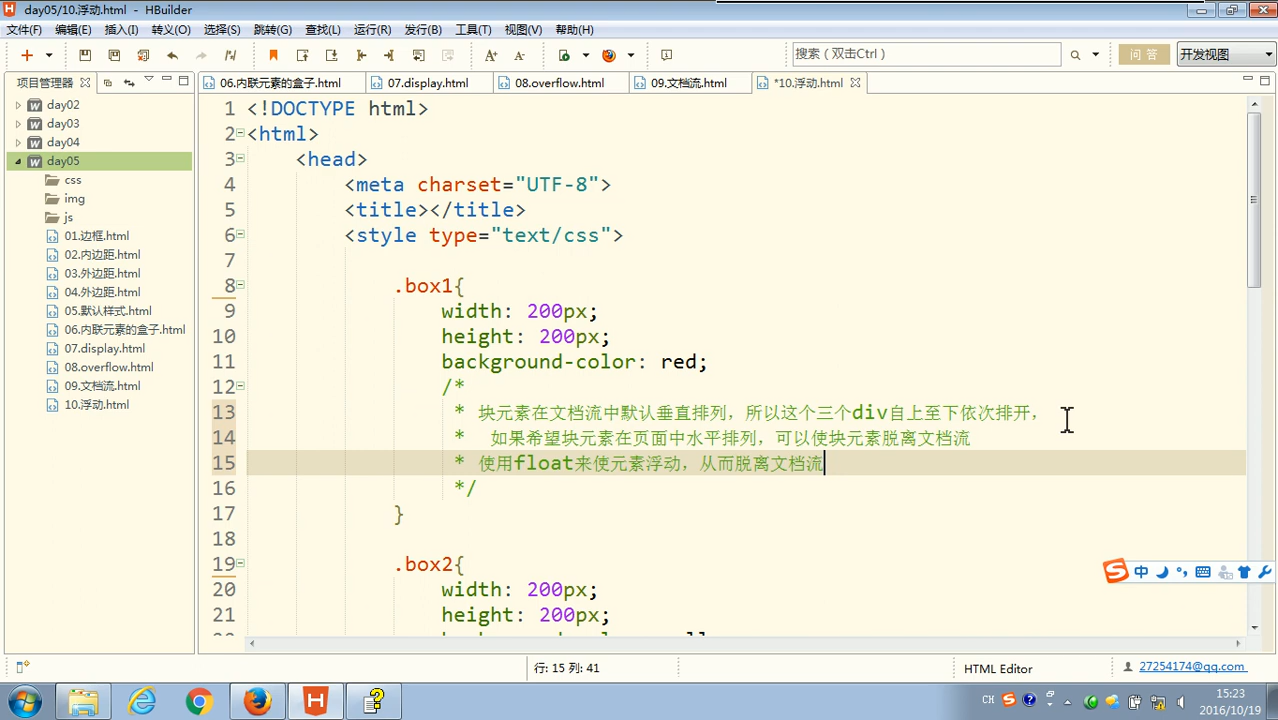 day05/10.浮动.html - HBuilder
文件(F) 编辑(E) 插入(I) 转义(O) 选择(S) 跳转(G) 查找(L) 运行(R) 发行(B) 工具(T) 视图(V) 帮助(H)
搜索（双击Ctrl）
问答
开发视图
项目管理器
06.内联元素的盒子.html
07.display.html
08.overflow.html
09.文档流.html
*10.浮动.html
day02
day03
day04
day05
css
img
js
01.边框.html
02.内边距.html
03.外边距.html
04.外边距.html
05.默认样式.html
06.内联元素的盒子.html
07.display.html
08.overflow.html
09.文档流.html
10.浮动.html
1 <!DOCTYPE html>
2 <html>
3 <head>
4 <meta charset="UTF-8">
5 <title></title>
6 <style type="text/css">
7
8 .box1{
9 width: 200px;
10 height: 200px;
11 background-color: red;
12 /*
13 * 块元素在文档流中默认垂直排列，所以这个三个div自上至下依次排开，
14 * 如果希望块元素在页面中水平排列，可以使块元素脱离文档流
15 * 使用float来使元素浮动，从而脱离文档流
16 */
17 }
18
19 .box2{
20 width: 200px;
21 height: 200px;
中
行: 15 列: 41
HTML Editor
27254174@qq.com
CH
15:23
2016/10/19